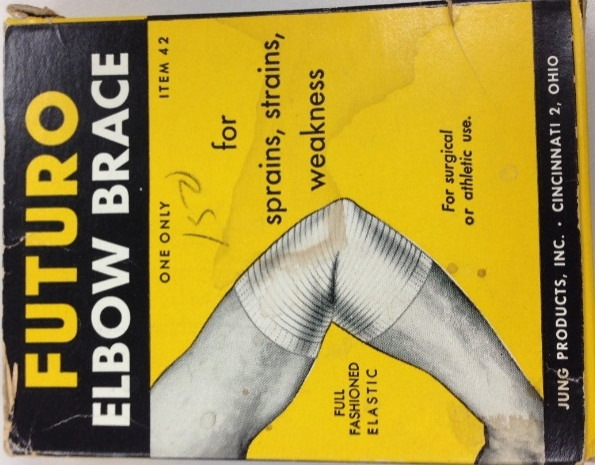 FUTURO
ELBOW BRACE
ONE ONLY ITEM 42
150
for
sprains, strains,
weakness
For surgical
or athletic use.
FULL
FASHIONED
ELASTIC
JUNG PRODUCTS, INC. • CINCINNATI 2, OHIO